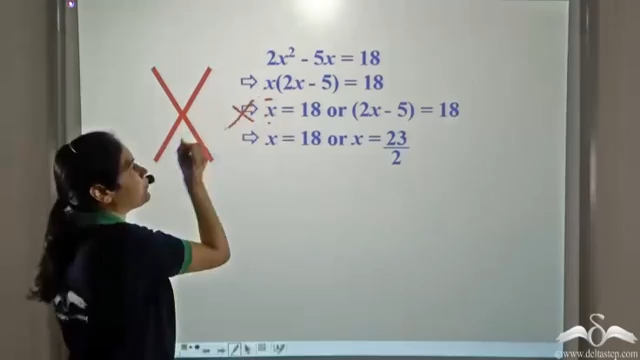 2x² - 5x = 18
⇨ x(2x - 5) = 18
⇨ x = 18 or (2x - 5) = 18
⇨ x = 18 or x = 23/2
©www.deltastep.com